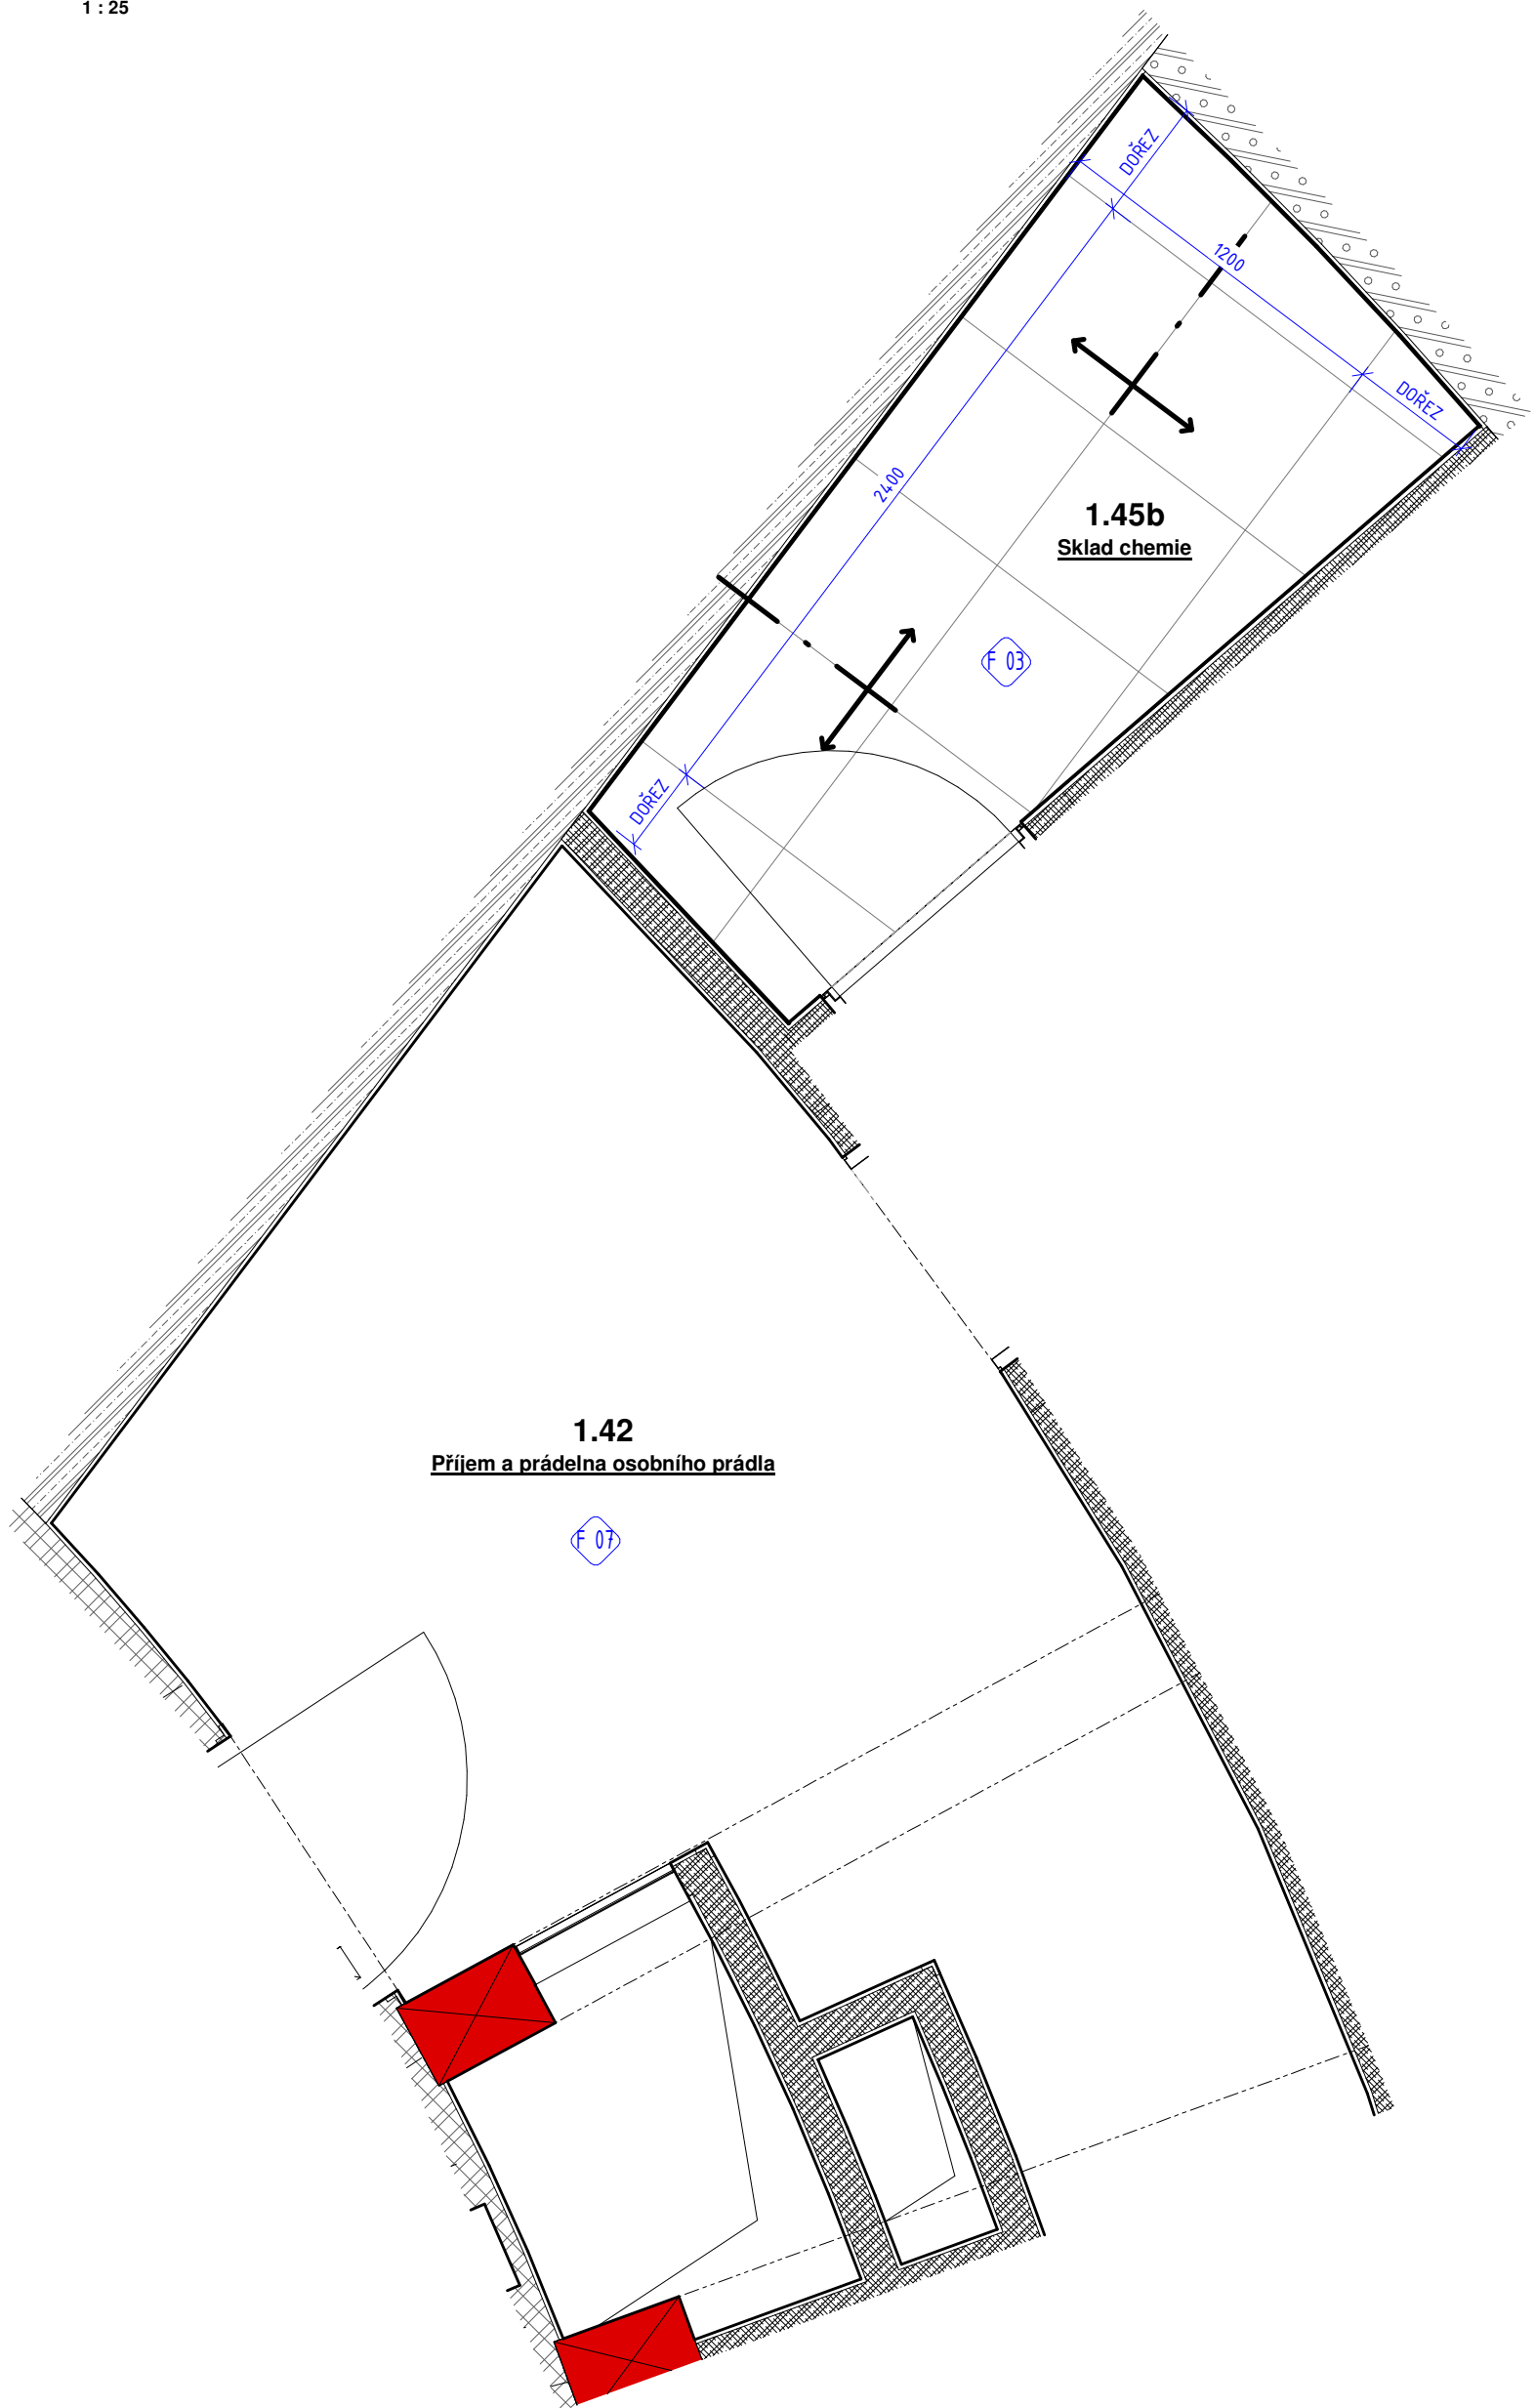 1 : 25
DOŘEZ
1200
DOŘEZ
2400
1.45b
Sklad chemie
F 03
DOŘEZ
1.42
Příjem a prádelna osobního prádla
F 07